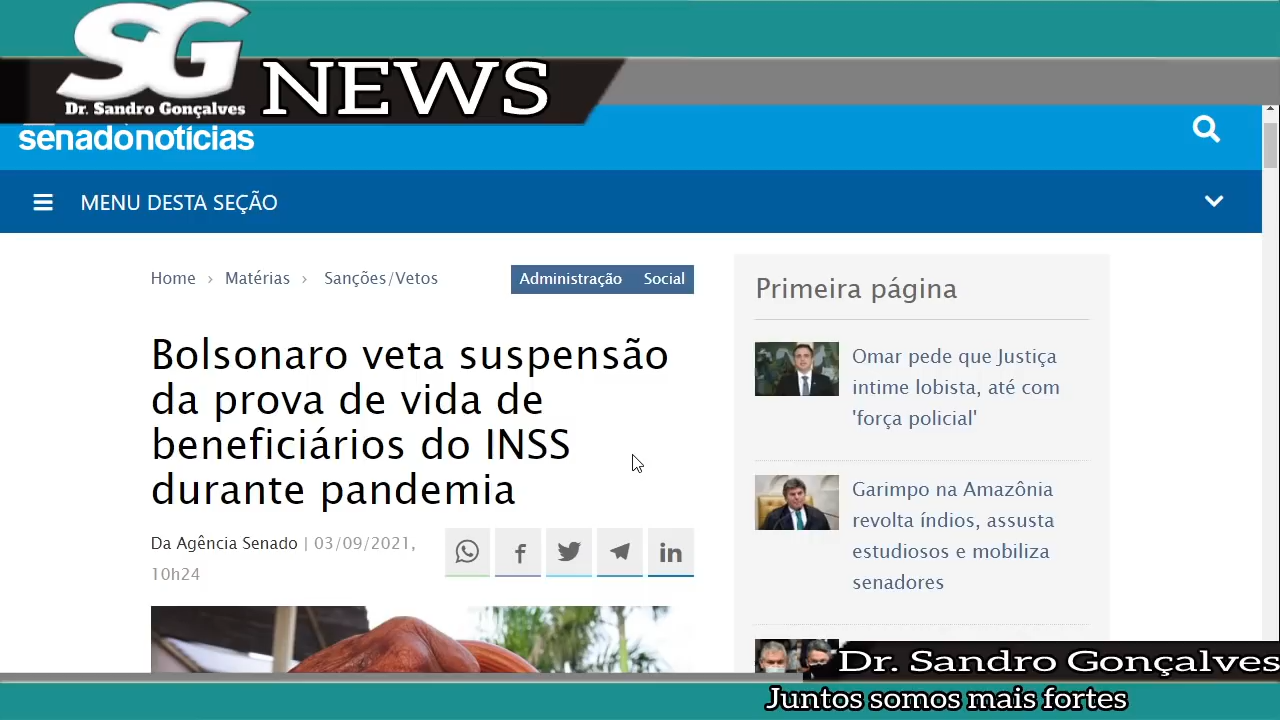 SG
Dr. Sandro Gonçalves
NEWS
senadonotícias
MENU DESTA SEÇÃO
Home › Matérias › Sanções/Vetos
Administração Social
Bolsonaro veta suspensão
da prova de vida de
beneficiários do INSS
durante pandemia
Da Agência Senado | 03/09/2021,
10h24
Primeira página
Omar pede que Justiça
intime lobista, até com
'força policial'
Garimpo na Amazônia
revolta índios, assusta
estudiosos e mobiliza
senadores
Dr. Sandro Gonçalves
Juntos somos mais fortes